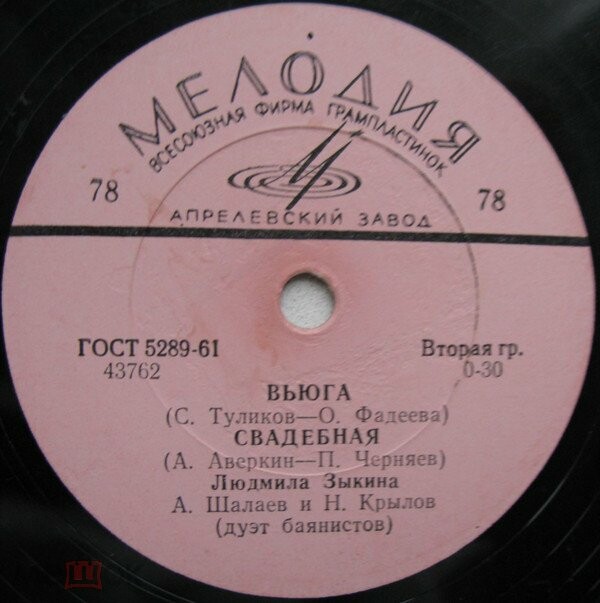 МЕЛОДИЯ
ВСЕСОЮЗНАЯ ФИРМА ГРАМПЛАСТИНОК
78 78
АПРЕЛЕВСКИЙ ЗАВОД
ГОСТ 5289-61 Вторая гр.
43762 0-30
ВЬЮГА
(С. Туликов—О. Фадеева)
СВАДЕБНАЯ
(А. Аверкин—П. Черняев)
Людмила Зыкина
А. Шалаев и Н. Крылов
(дуэт баянистов)